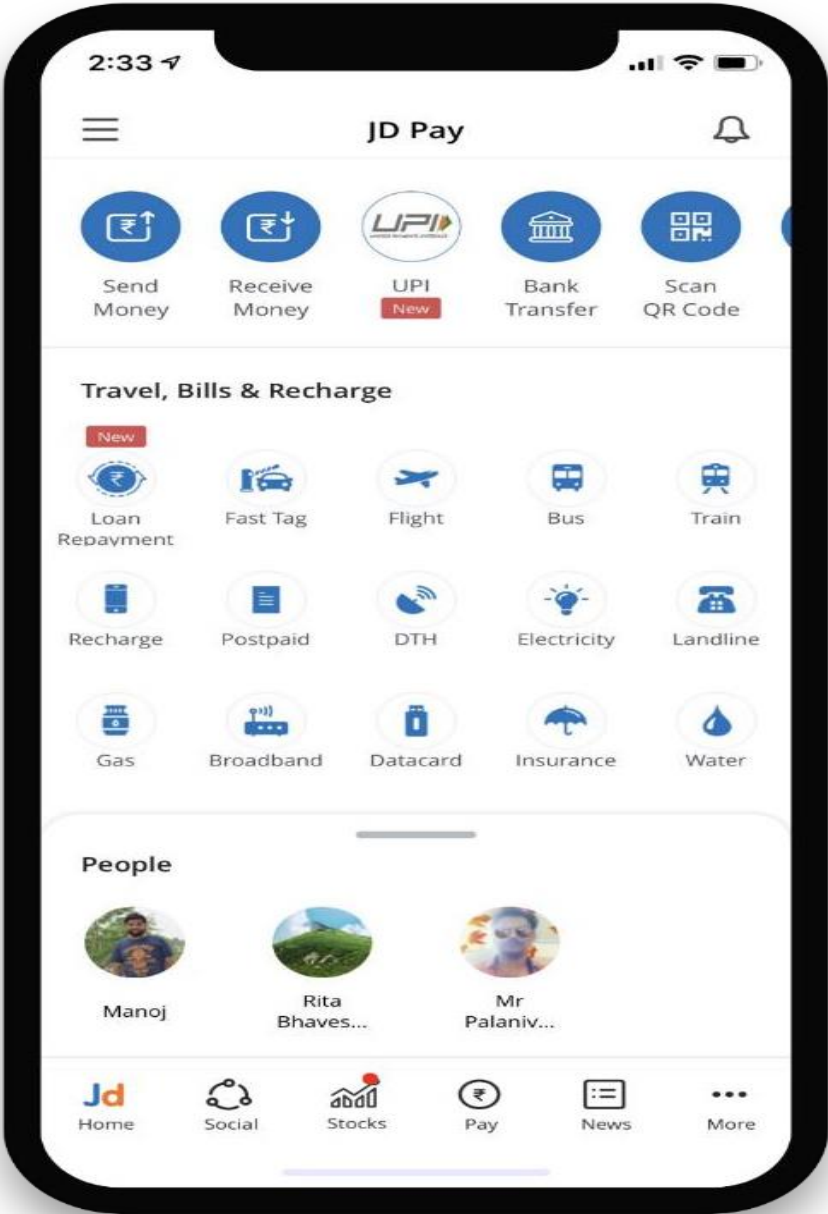 2:33
JD Pay
UPI
Send Receive UPI Bank Scan
Money Money New Transfer QR Code
Travel, Bills & Recharge
New
Loan Fast Tag Flight Bus Train
Repayment
Recharge Postpaid DTH Electricity Landline
Gas Broadband Datacard Insurance Water
People
Manoj Rita Mr
Bhaves... Palaniv...
Jd
Home Social Stocks Pay News More